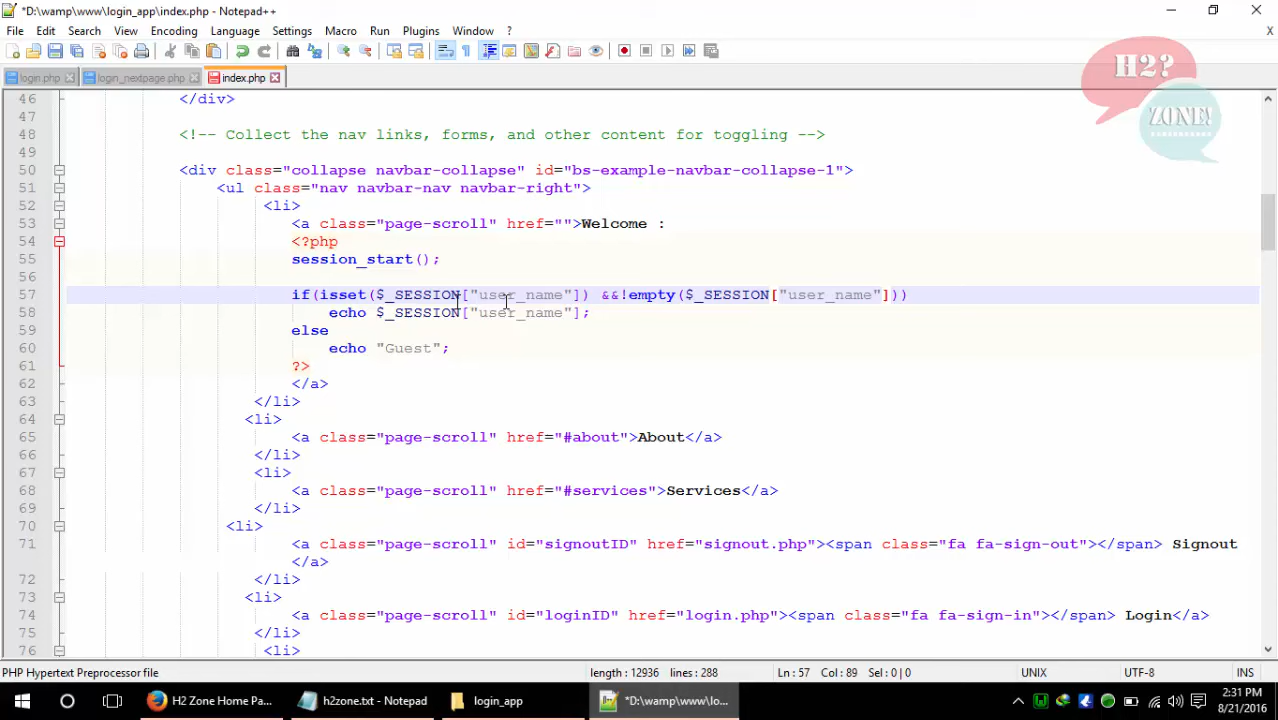 *D:\wamp\www\login_app\index.php - Notepad++
File Edit Search View Encoding Language Settings Macro Run Plugins Window ? X
login.php login_nextpage.php index.php
H2?
ZONE!
46 </div>
47
48 <!-- Collect the nav links, forms, and other content for toggling -->
49
50 <div class="collapse navbar-collapse" id="bs-example-navbar-collapse-1">
51 <ul class="nav navbar-nav navbar-right">
52 <li>
53 <a class="page-scroll" href="">Welcome :
54 <?php
55 session_start();
56
57 if(isset($_SESSION["user_name"]) &&!empty($_SESSION["user_name"]))
58 echo $_SESSION["user_name"];
59 else
60 echo "Guest";
61 ?>
62 </a>
63 </li>
64 <li>
65 <a class="page-scroll" href="#about">About</a>
66 </li>
67 <li>
68 <a class="page-scroll" href="#services">Services</a>
69 </li>
70 <li>
71 <a class="page-scroll" id="signoutID" href="signout.php"><span class="fa fa-sign-out"></span> Signout
</a>
72 </li>
73 <li>
74 <a class="page-scroll" id="loginID" href="login.php"><span class="fa fa-sign-in"></span> Login</a>
75 </li>
76 <li>
PHP Hypertext Preprocessor file length : 12936 lines : 288 Ln : 57 Col : 89 Sel : 0 | 0 UNIX UTF-8 INS
H2 Zone Home Pa... h2zone.txt - Notepad login_app *D:\wamp\www\lo... 2:31 PM
8/21/2016